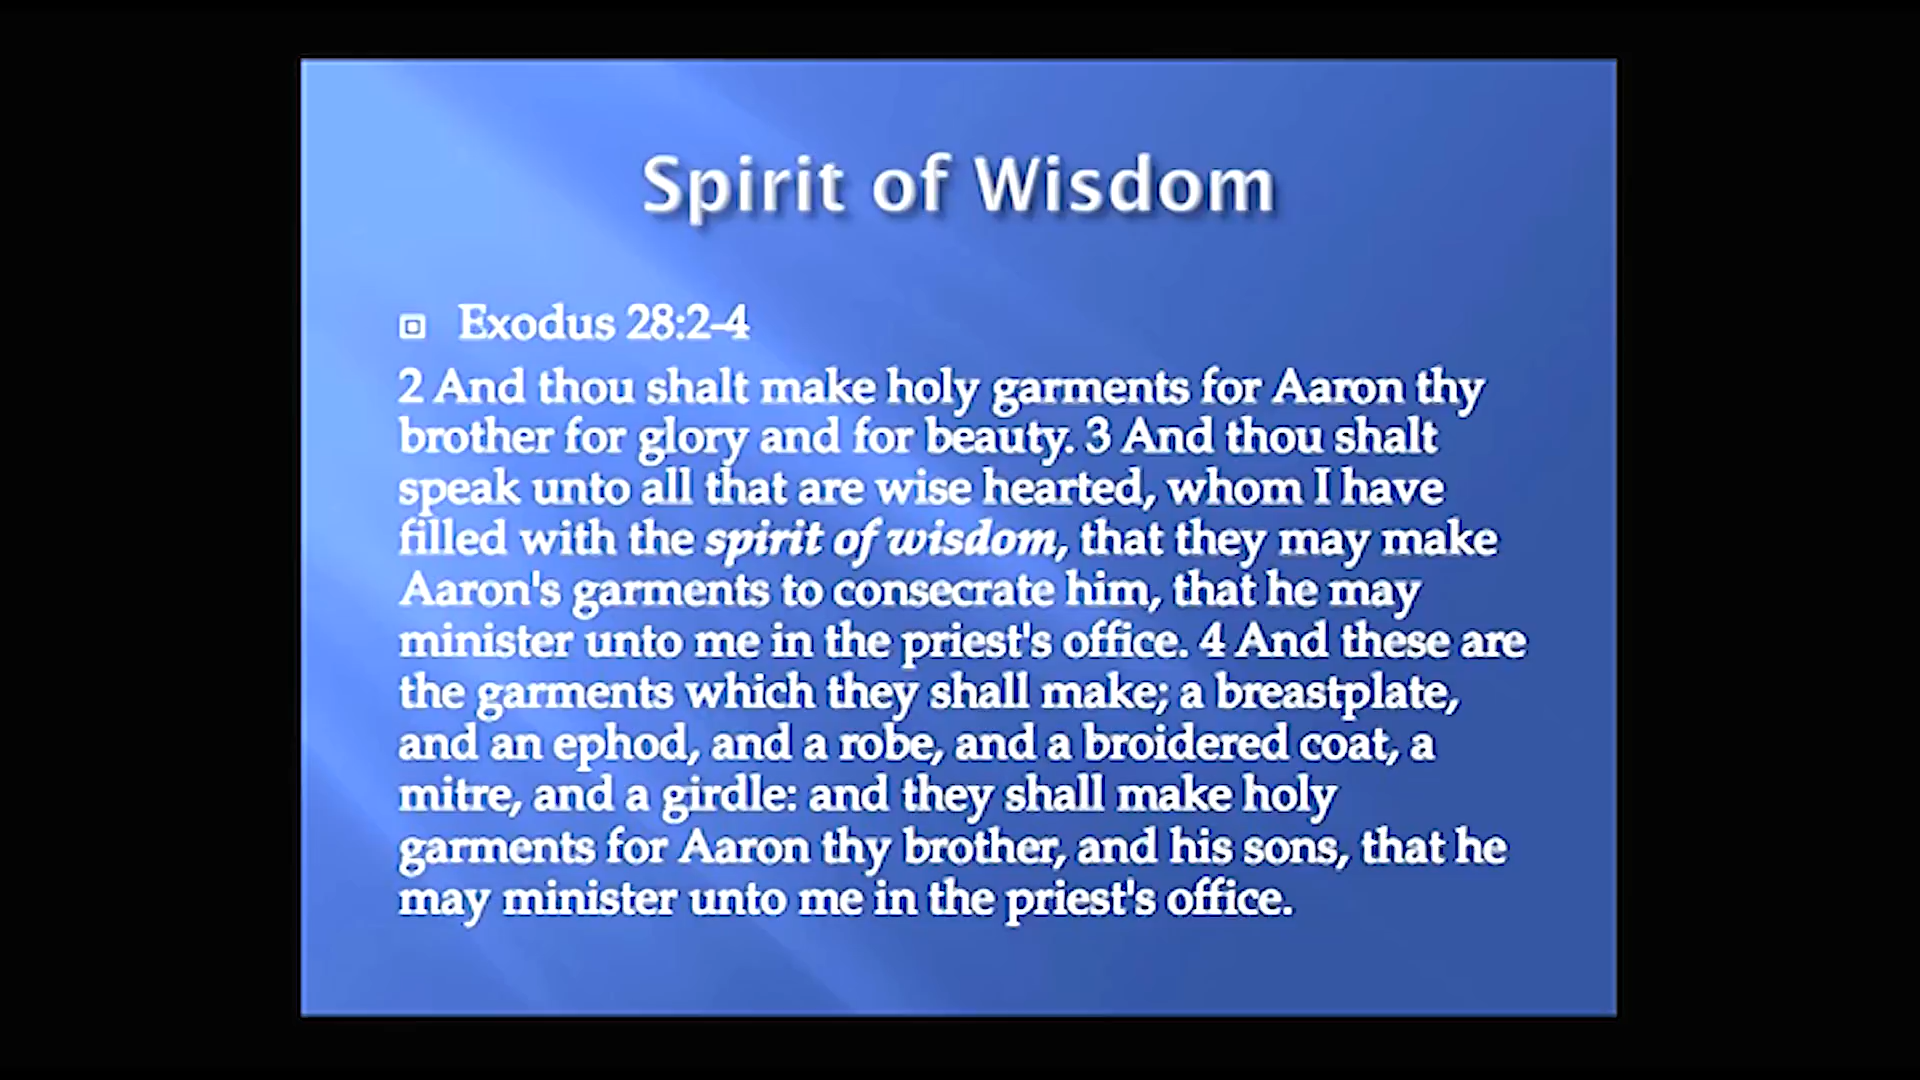 Spirit of Wisdom
Exodus 28:2-4
2 And thou shalt make holy garments for Aaron thy
brother for glory and for beauty. 3 And thou shalt
speak unto all that are wise hearted, whom I have
filled with the spirit of wisdom, that they may make
Aaron's garments to consecrate him, that he may
minister unto me in the priest's office. 4 And these are
the garments which they shall make; a breastplate,
and an ephod, and a robe, and a broidered coat, a
mitre, and a girdle: and they shall make holy
garments for Aaron thy brother, and his sons, that he
may minister unto me in the priest's office.